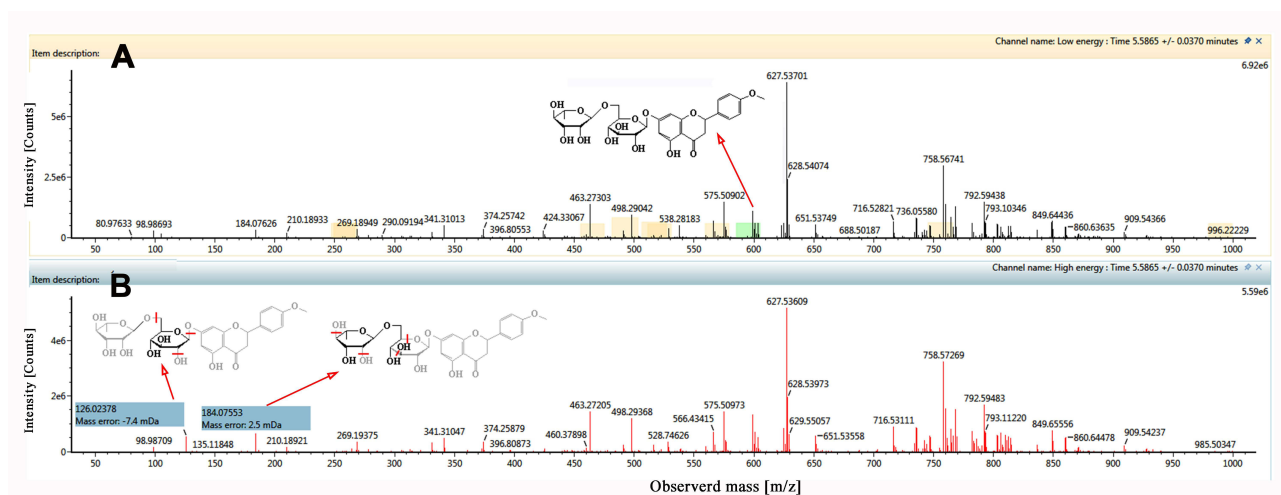 A
Item description:
Channel name: Low energy : Time 5.5865 +/- 0.0370 minutes
6.92e6
Intensity [Counts]
5e6
2.5e6
0
627.53701
628.54074
758.56741
575.50902
463.27303
498.29042
792.59438
793.10346
849.64436
860.63635
909.54366
996.22229
716.52821
736.05580
688.50187
651.53749
538.28183
424.33067
374.25742
396.80553
341.31013
290.09194
269.18949
210.18933
184.07626
98.98693
80.97633
OH
O
O
O
O
O
O
OH
OH
OH
OH
OH
OH
O
50 100 150 200 250 300 350 400 450 500 550 600 650 700 750 800 850 900 950 1000
B
Item description:
Channel name: High energy : Time 5.5865 +/- 0.0370 minutes
5.59e6
Intensity [Counts]
4e6
2e6
0
126.02378
Mass error: -7.4 mDa
184.07553
Mass error: 2.5 mDa
627.53609
628.53973
629.55057
758.57269
792.59483
793.11220
849.65556
860.64478
909.54237
985.50347
716.53111
651.53558
575.50973
566.43415
528.74626
498.29368
463.27205
460.37898
374.25879
396.80873
341.31047
269.19375
210.18921
135.11848
98.98709
50 100 150 200 250 300 350 400 450 500 550 600 650 700 750 800 850 900 950 1000
Observerd mass [m/z]